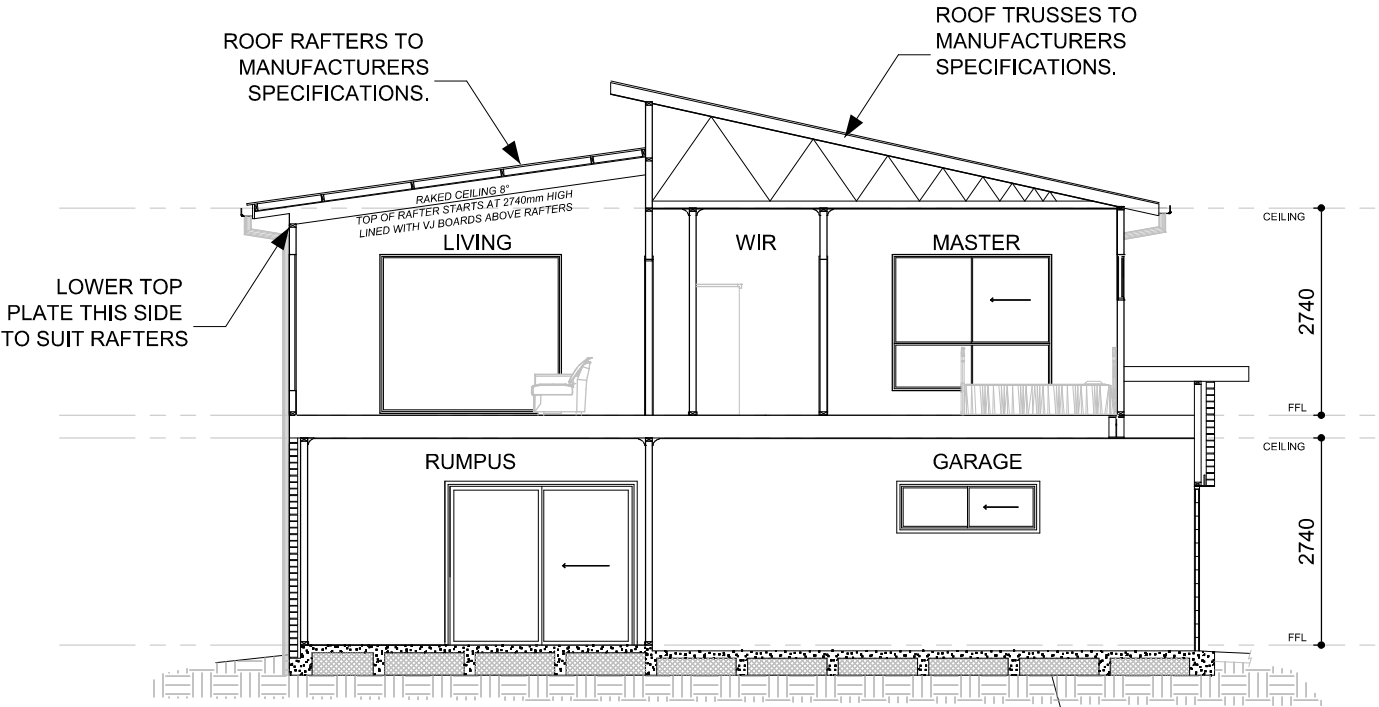 ROOF RAFTERS TO
MANUFACTURERS
SPECIFICATIONS.
ROOF TRUSSES TO
MANUFACTURERS
SPECIFICATIONS.
RAKED CEILING 8°
TOP OF RAFTER STARTS AT 2740mm HIGH
LINED WITH VJ BOARDS ABOVE RAFTERS
LIVING
WIR
MASTER
CEILING
LOWER TOP
PLATE THIS SIDE
TO SUIT RAFTERS
2740
FFL
CEILING
RUMPUS
GARAGE
2740
FFL